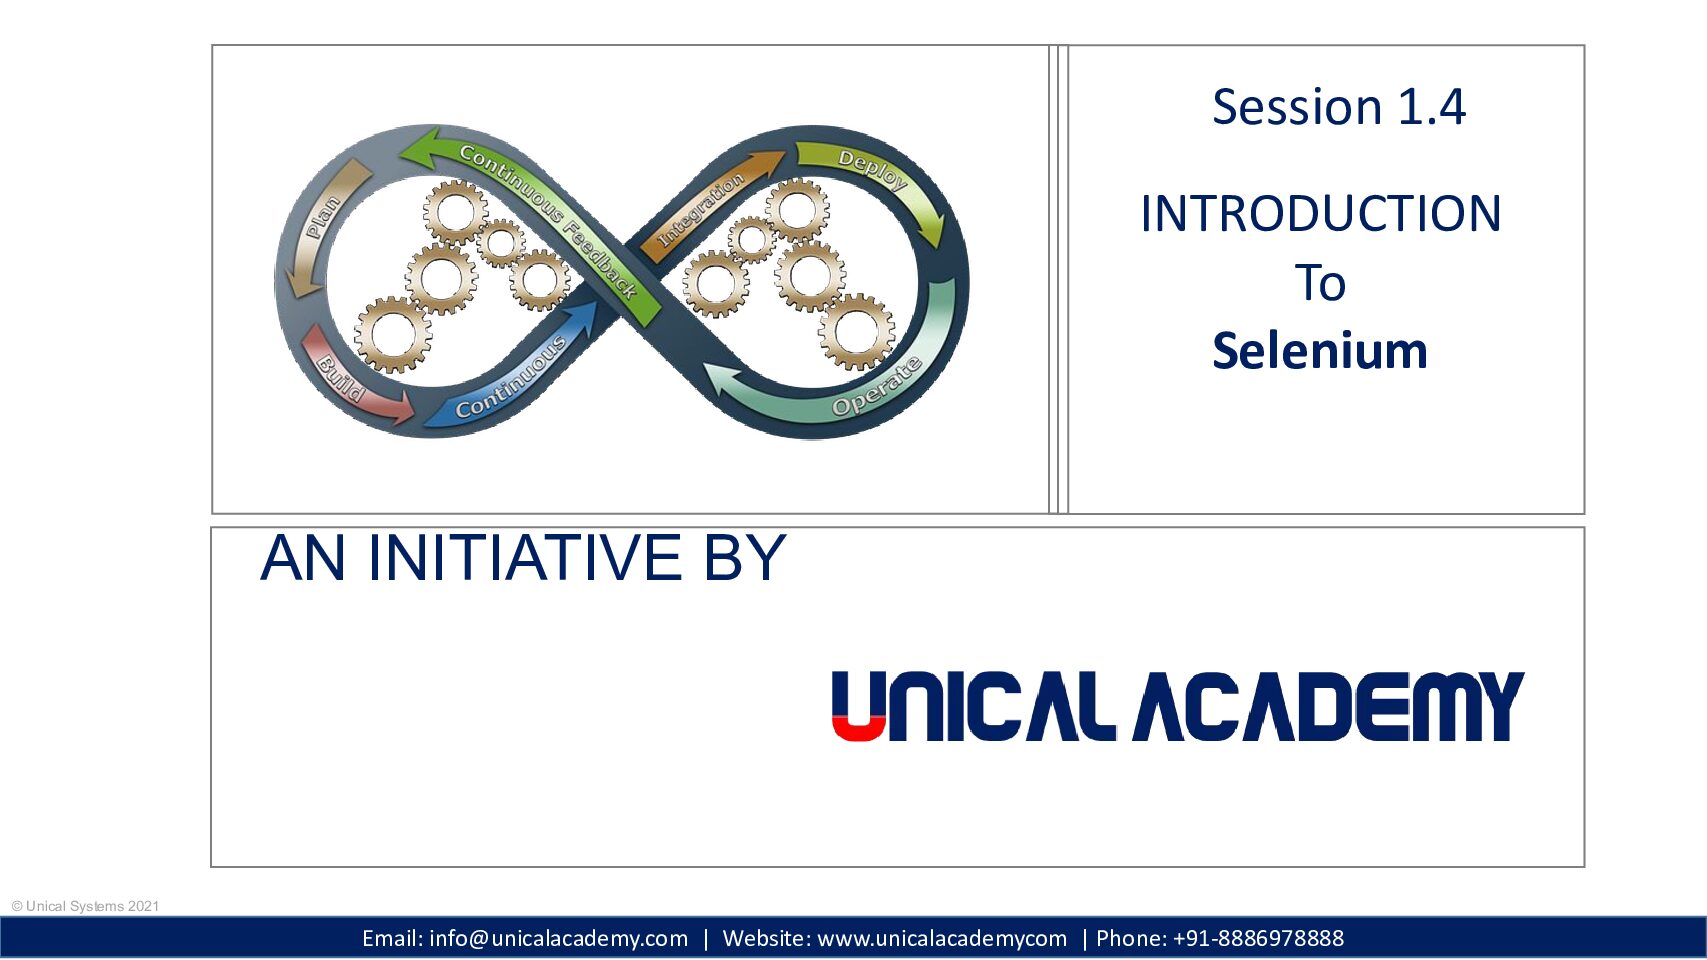 Session 1.4
INTRODUCTION
To
Selenium
Continuous Feedback
Plan
Build
Continuous
Integration
Deploy
Operate
AN INITIATIVE BY
UNICAL ACADEMY
© Unical Systems 2021
Email: info@unicalacademy.com | Website: www.unicalacademycom | Phone: +91-8886978888